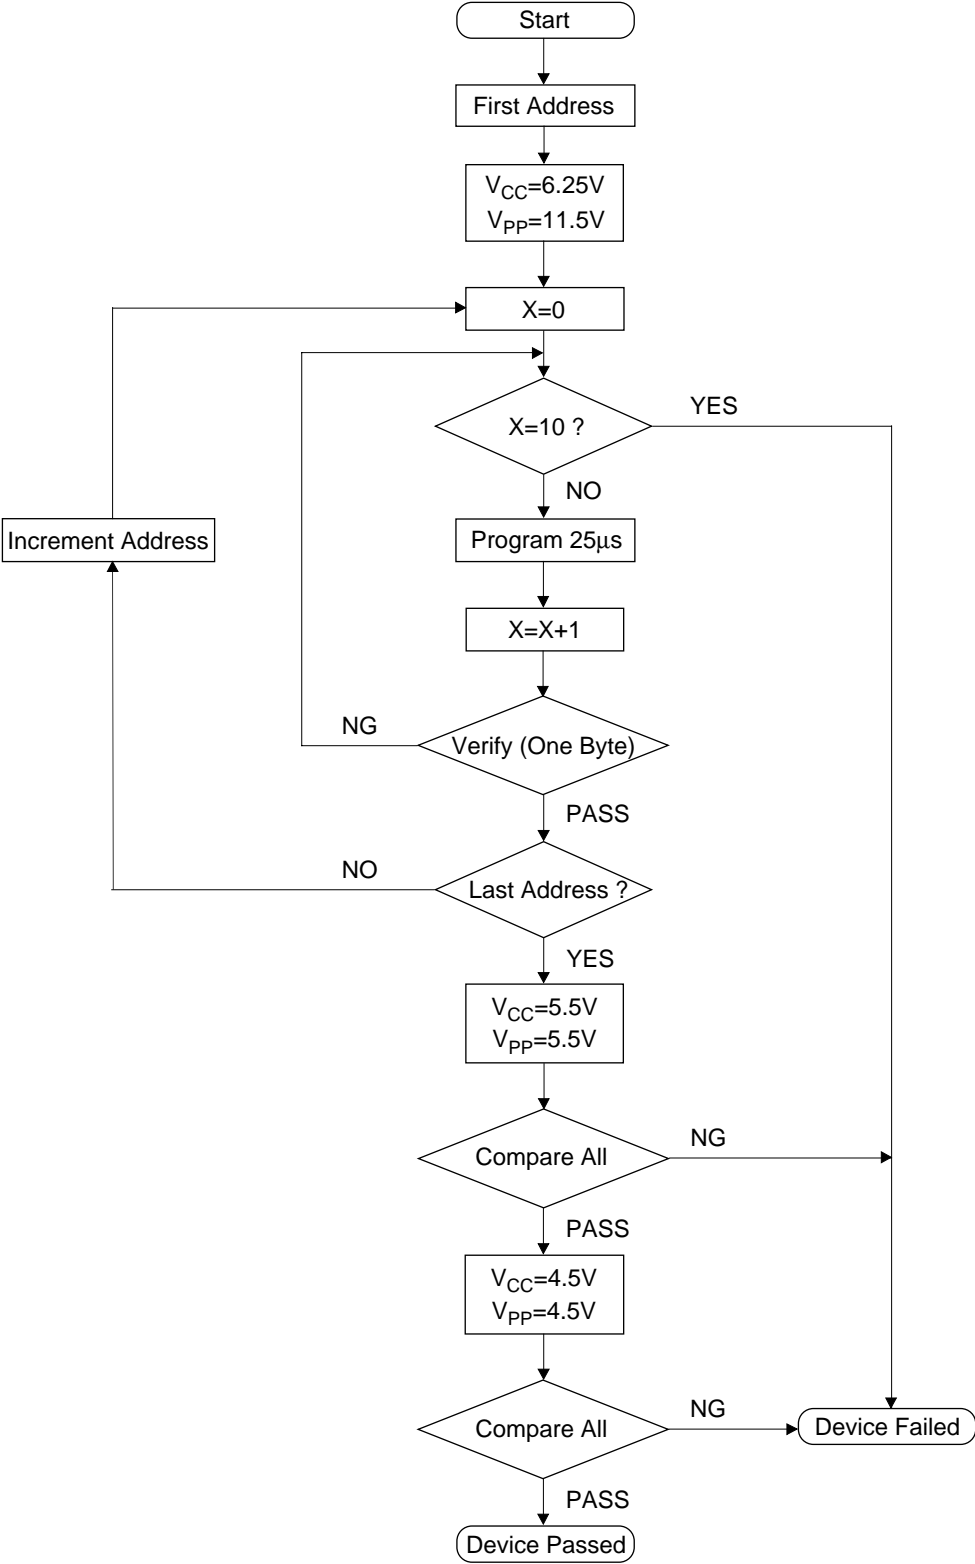 Start
First Address
VCC=6.25V
VPP=11.5V
X=0
X=10 ?
YES
NO
Increment Address
Program 25µs
X=X+1
NG
Verify (One Byte)
PASS
NO
Last Address ?
YES
VCC=5.5V
VPP=5.5V
Compare All
NG
PASS
VCC=4.5V
VPP=4.5V
Compare All
NG
Device Failed
PASS
Device Passed